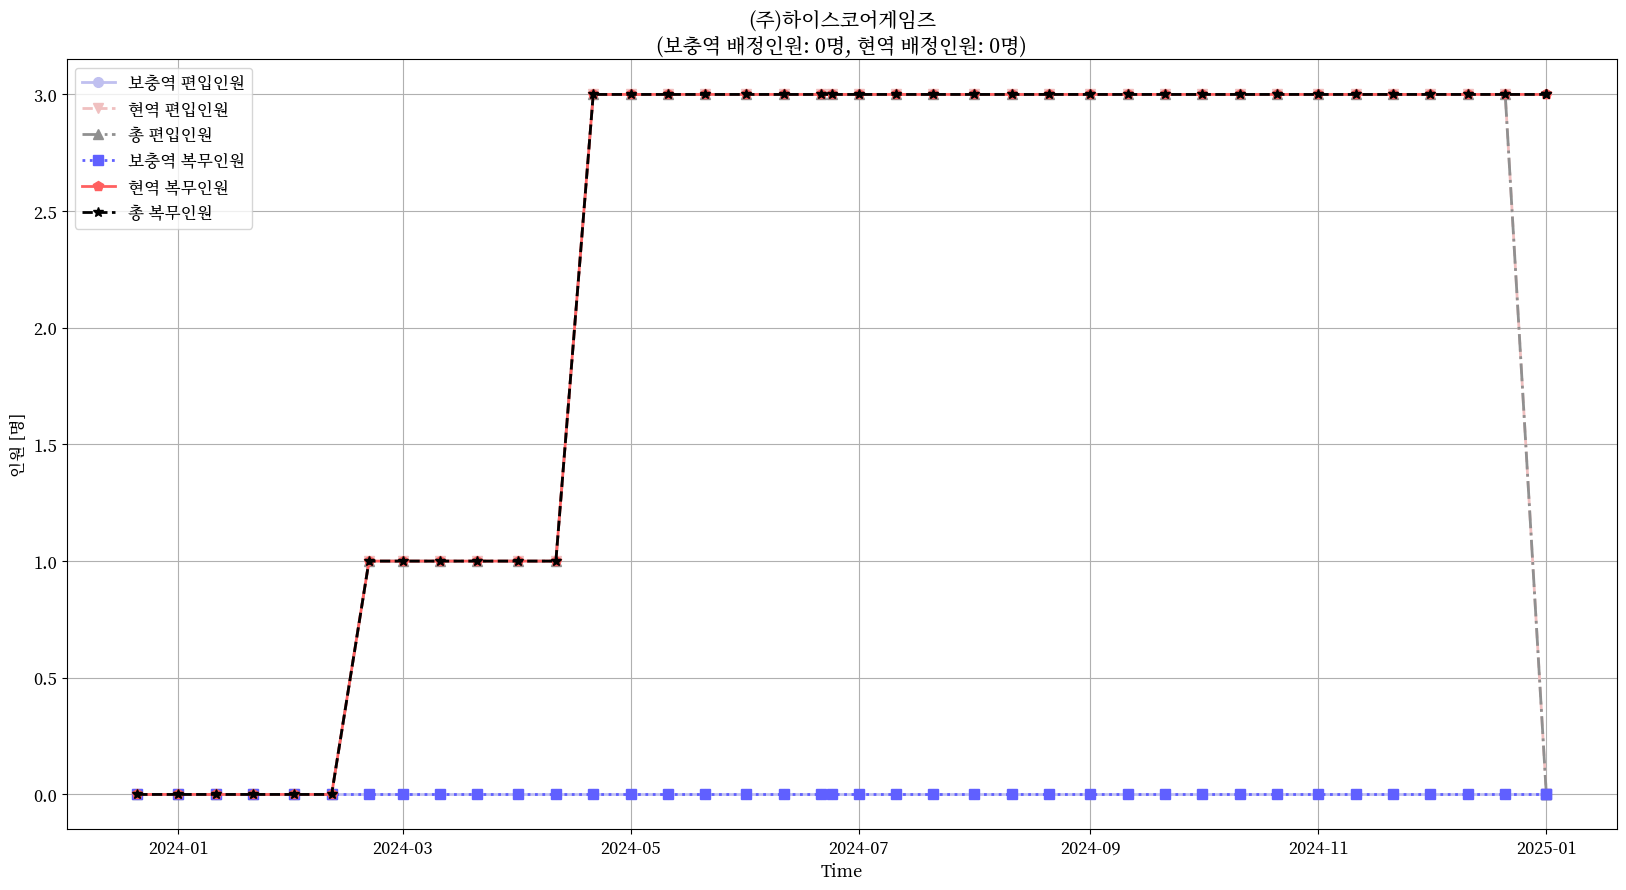 (주)하이스코어게임즈
(보충역 배정인원: 0명, 현역 배정인원: 0명)
보충역 편입인원
현역 편입인원
총 편입인원
보충역 복무인원
현역 복무인원
총 복무인원
3.0
2.5
2.0
1.5
1.0
0.5
0.0
인원 [명]
2024-01
2024-03
2024-05
2024-07
2024-09
2024-11
2025-01
Time